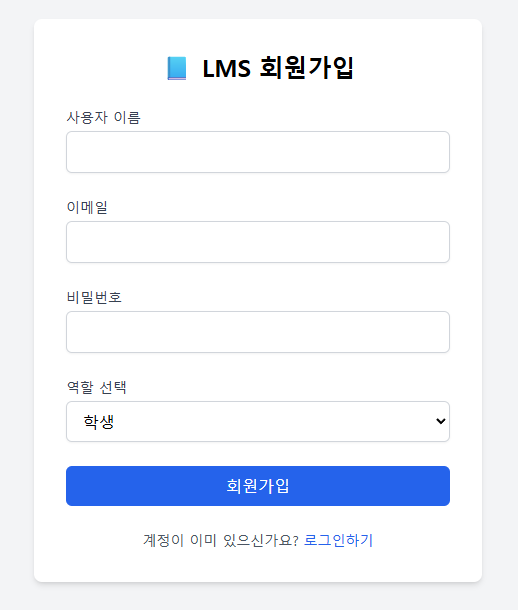 📘 LMS 회원가입
사용자 이름
이메일
비밀번호
역할 선택
학생
회원가입
계정이 이미 있으신가요? 로그인하기